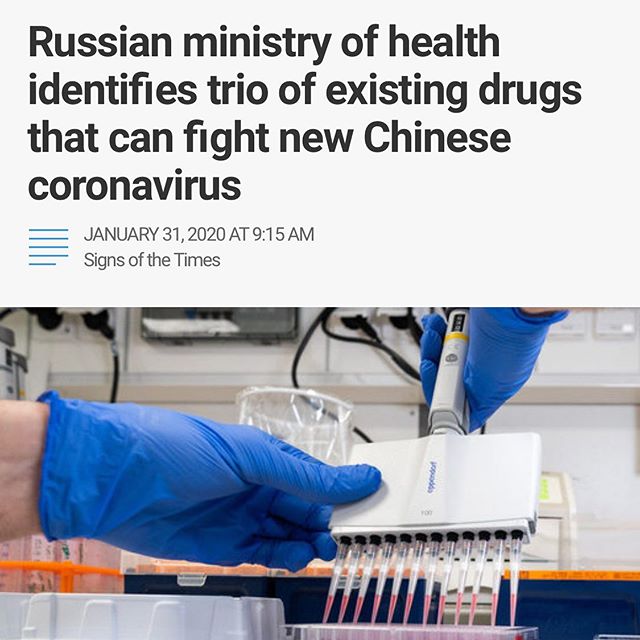 Russian ministry of health
identifies trio of existing drugs
that can fight new Chinese
coronavirus
JANUARY 31, 2020 AT 9:15 AM
Signs of the Times
eppendorf
100